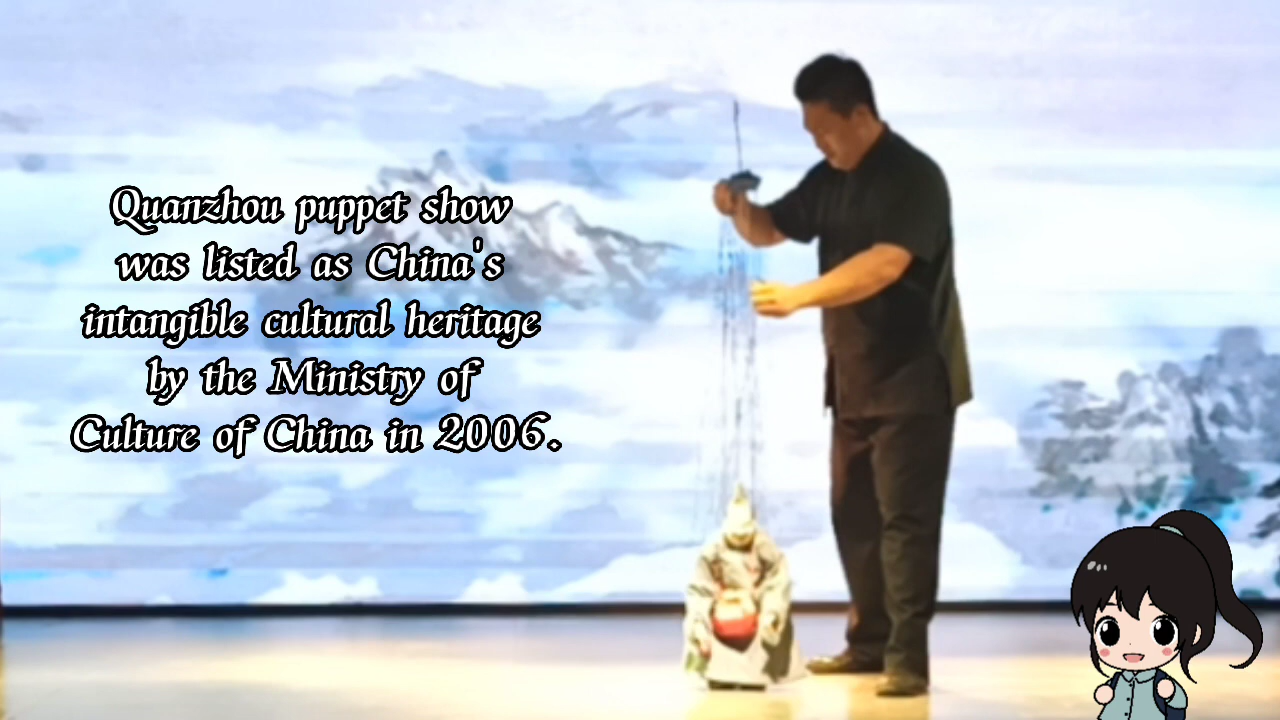 Quanzhou puppet show
was listed as China's
intangible cultural heritage
by the Ministry of
Culture of China in 2006.